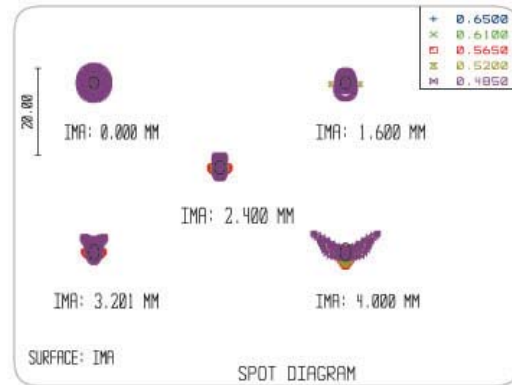 + 0.6500
× 0.6100
0.5650
0.5200
0.4850
20.00
IMA: 0.000 MM
IMA: 1.600 MM
IMA: 2.400 MM
IMA: 3.201 MM
IMA: 4.000 MM
SURFACE: IMA
SPOT DIAGRAM